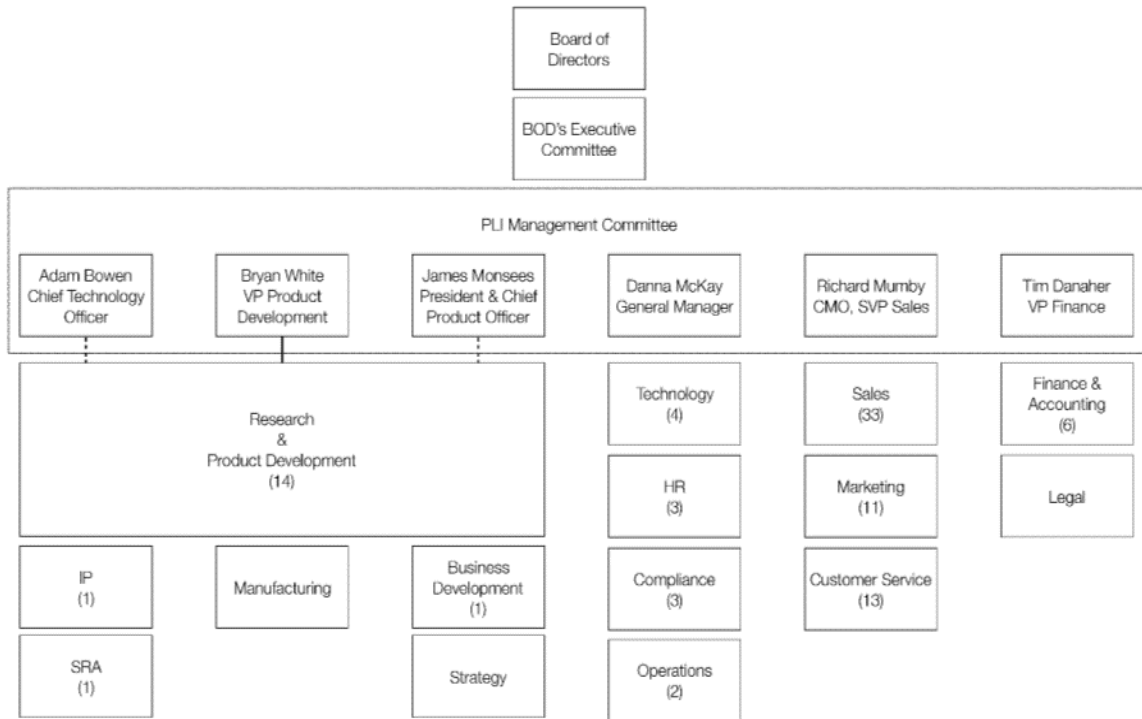 Board of
Directors
BOD's Executive
Committee
PLI Management Committee
Adam Bowen
Chief Technology
Officer
Bryan White
VP Product
Development
James Monsees
President & Chief
Product Officer
Danna McKay
General Manager
Richard Mumby
CMO, SVP Sales
Tim Danaher
VP Finance
Research
&
Product Development
(14)
Technology
(4)
Sales
(33)
Finance &
Accounting
(6)
HR
(3)
Marketing
(11)
Legal
IP
(1)
Manufacturing
Business
Development
(1)
Compliance
(3)
Customer Service
(13)
SRA
(1)
Strategy
Operations
(2)